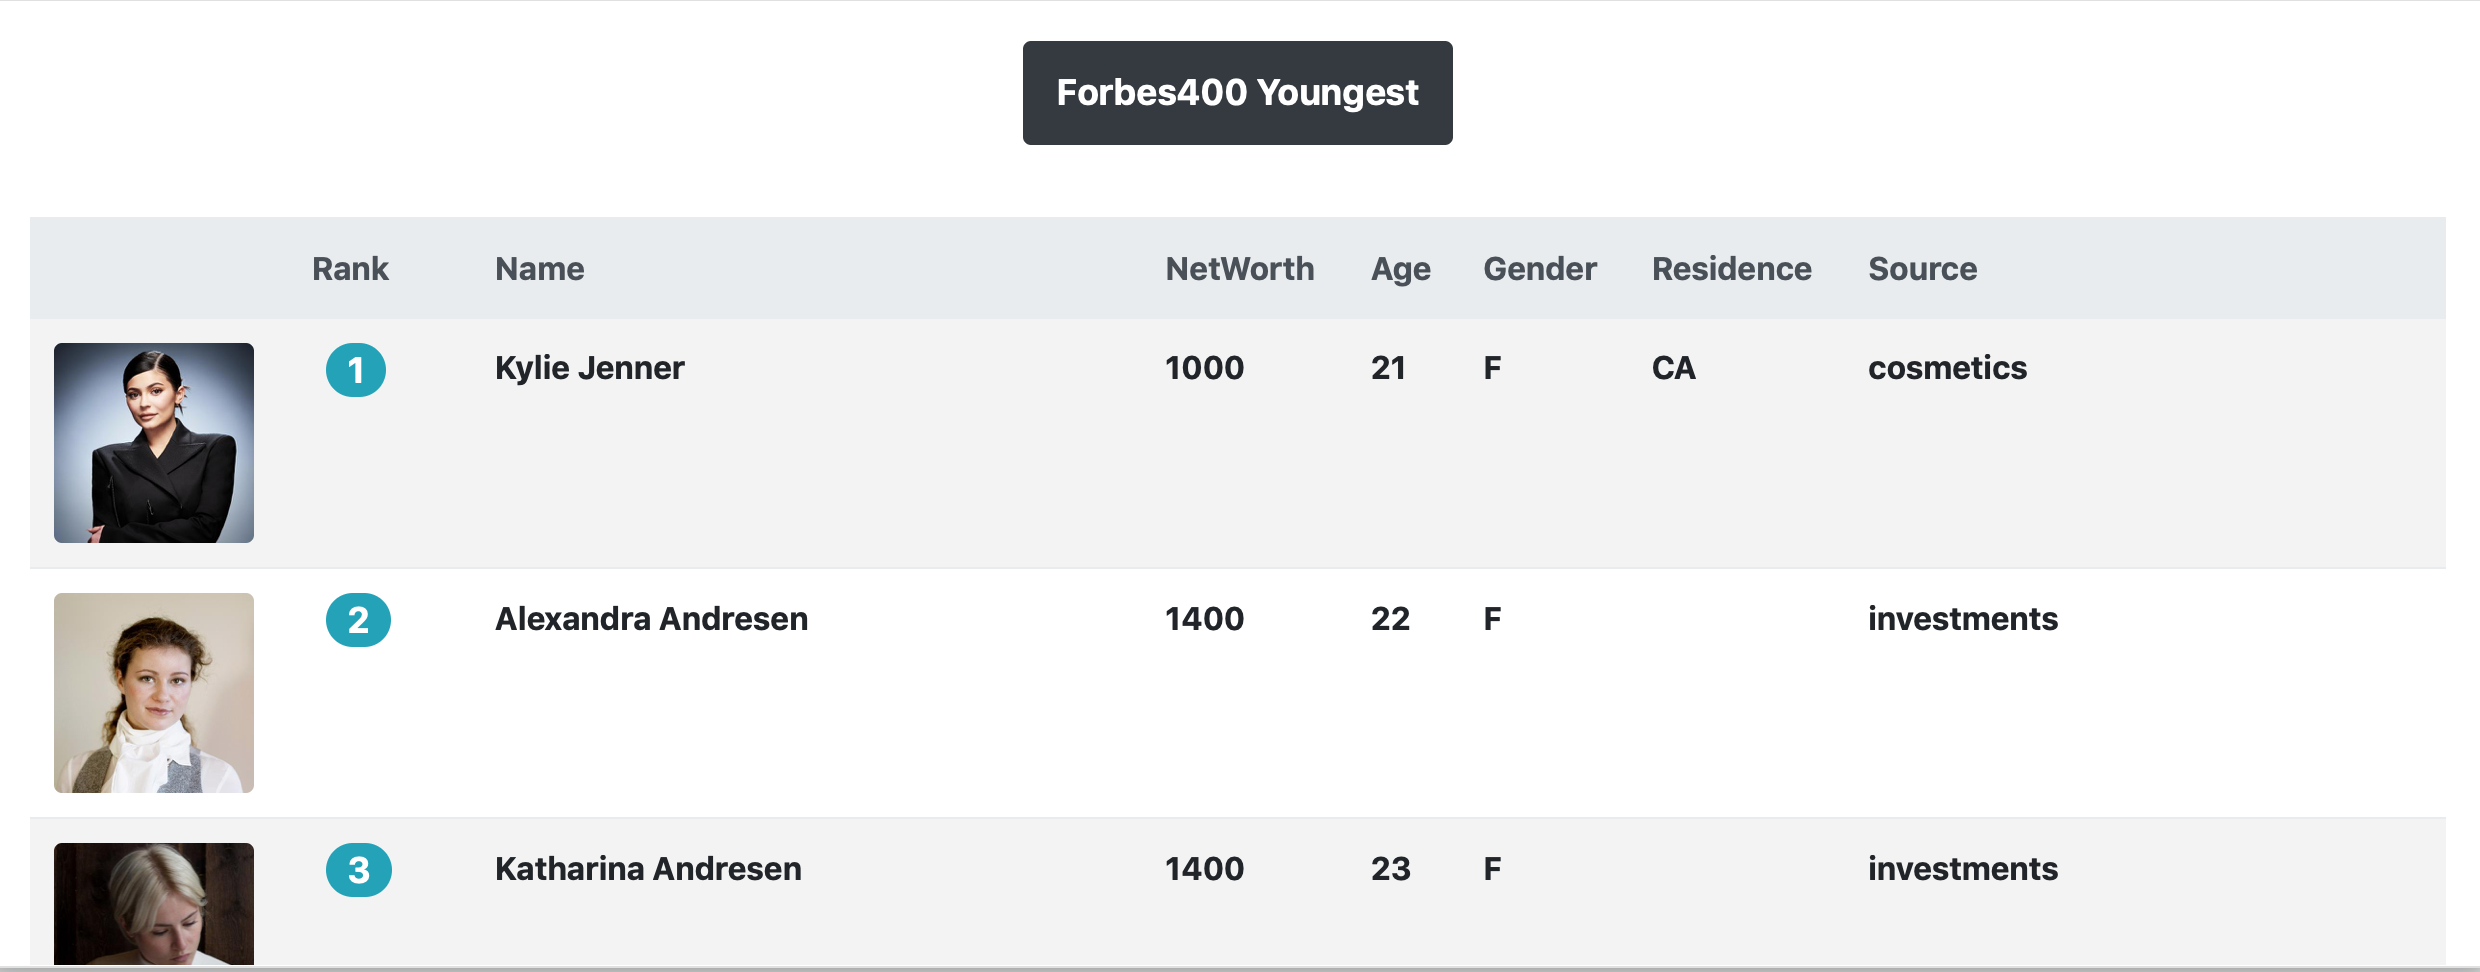 Forbes400 Youngest
Rank Name NetWorth Age Gender Residence Source
1 Kylie Jenner 1000 21 F CA cosmetics
2 Alexandra Andresen 1400 22 F investments
3 Katharina Andresen 1400 23 F investments